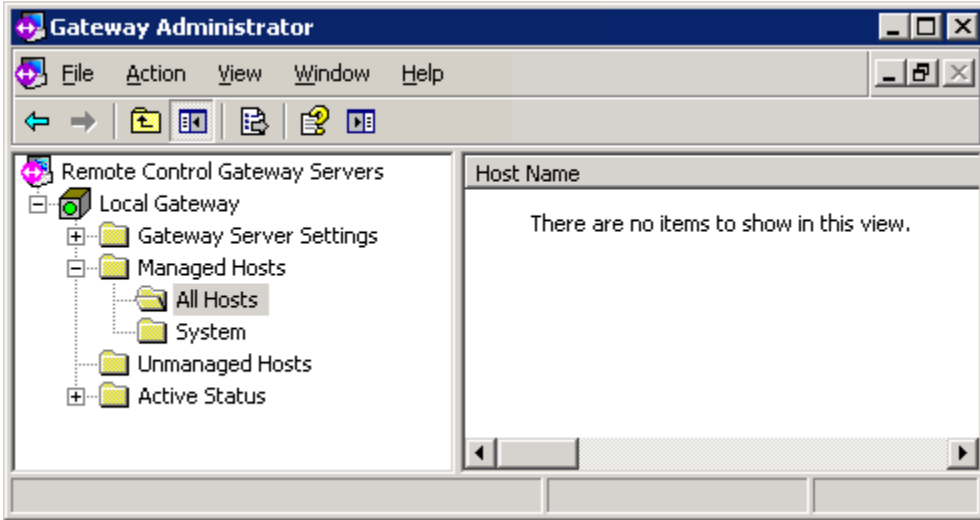 Gateway Administrator
File Action View Window Help
Remote Control Gateway Servers
Local Gateway
Gateway Server Settings
Managed Hosts
All Hosts
System
Unmanaged Hosts
Active Status
Host Name
There are no items to show in this view.